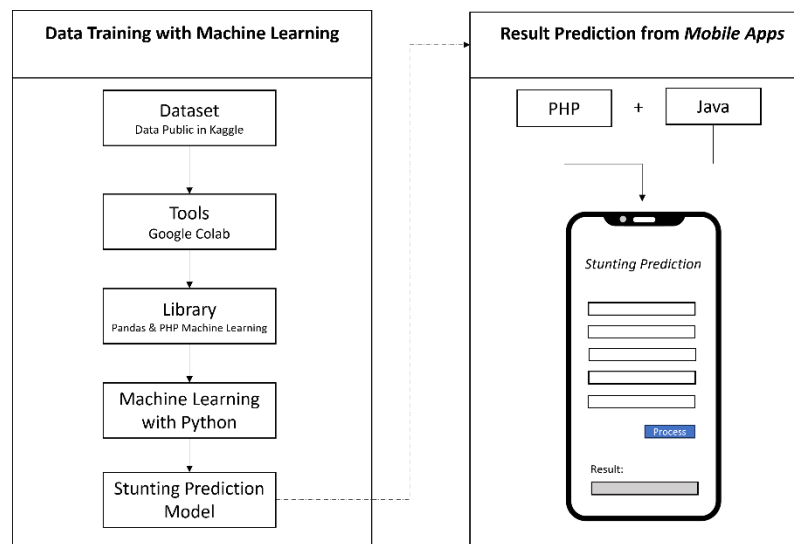 Data Training with Machine Learning
Dataset
Data Public in Kaggle
Tools
Google Colab
Library
Pandas & PHP Machine Learning
Machine Learning
with Python
Stunting Prediction
Model
Result Prediction from Mobile Apps
PHP
+
Java
Stunting Prediction
Process
Result: